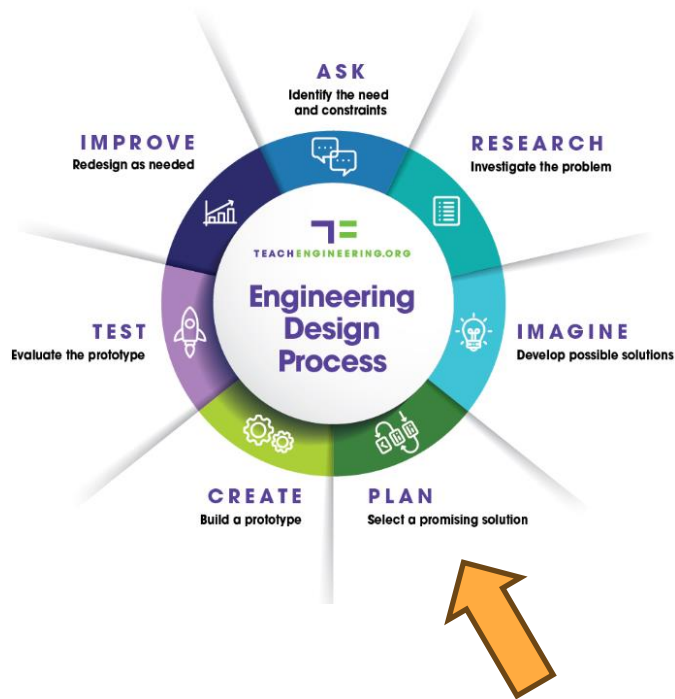 ASK
Identify the need
and constraints
RESEARCH
Investigate the problem
IMAGINE
Develop possible solutions
PLAN
Select a promising solution
CREATE
Build a prototype
TEST
Evaluate the prototype
IMPROVE
Redesign as needed
TEACHENGINEERING.ORG
Engineering
Design
Process